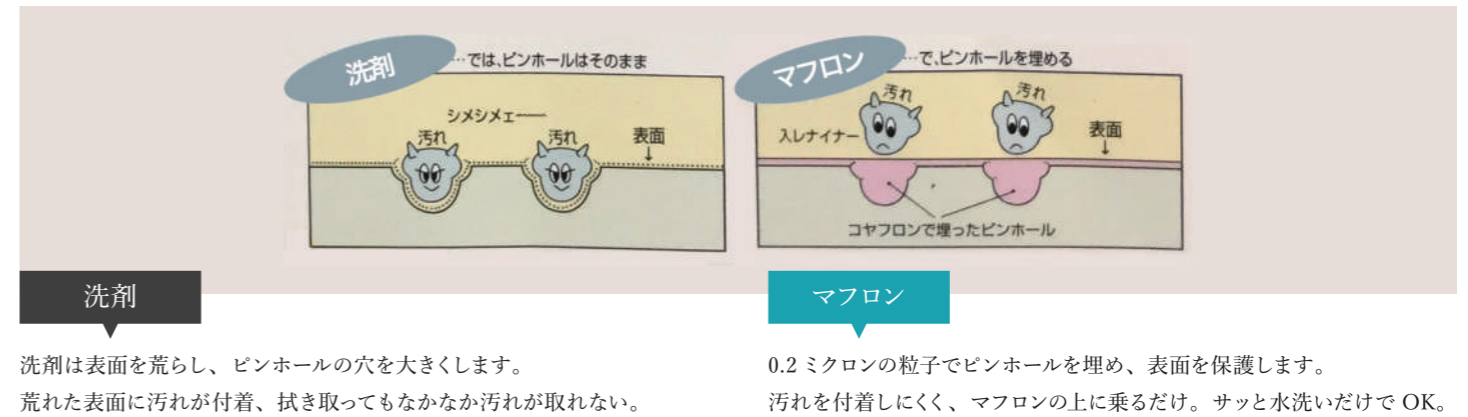 洗剤
…では、ピンホールはそのまま
シメシメェー
汚れ
汚れ
表面
↓
マフロン
…で、ピンホールを埋める
汚れ
汚れ
入レナイナー
表面
↓
コヤフロンで埋ったピンホール
洗剤
洗剤は表面を荒らし、ピンホールの穴を大きくします。
荒れた表面に汚れが付着、拭き取ってもなかなか汚れが取れない。
マフロン
0.2 ミクロンの粒子でピンホールを埋め、表面を保護します。
汚れを付着しにくく、マフロンの上に乗るだけ。サッと水洗いだけで OK。